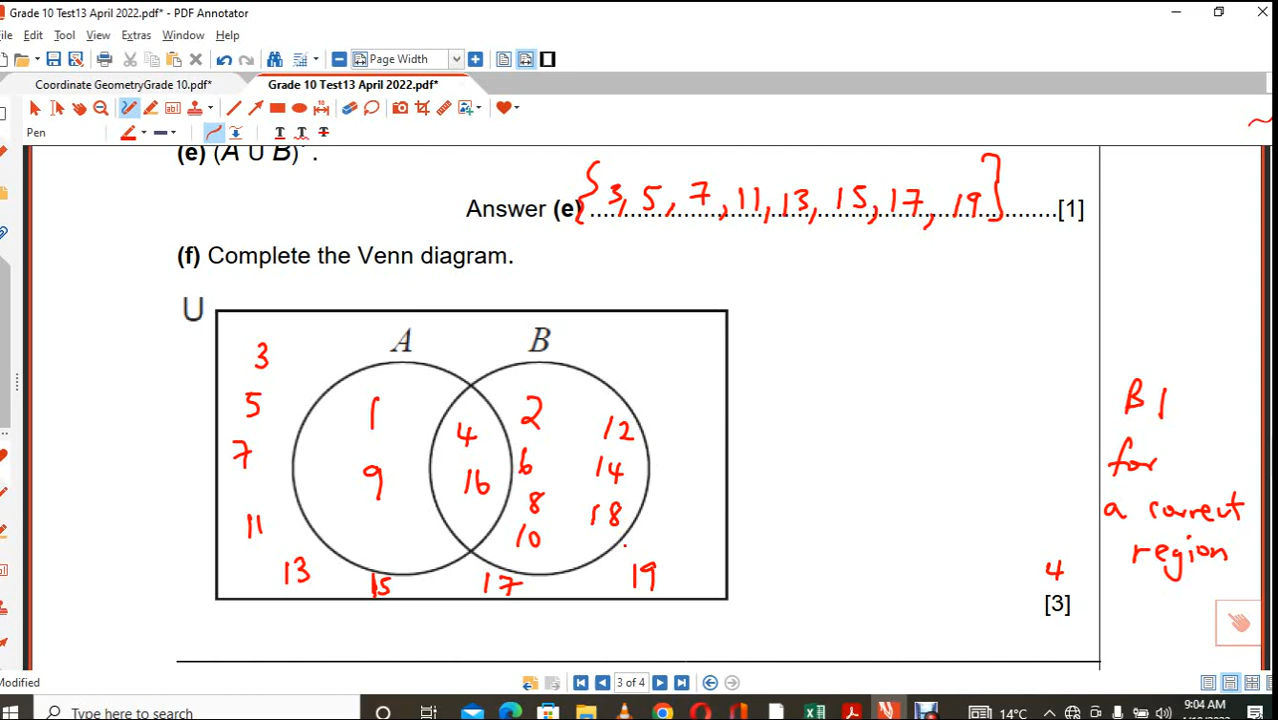 Grade 10 Test13 April 2022.pdf* - PDF Annotator
ile Edit Tool View Extras Window Help
Page Width
Coordinate GeometryGrade 10.pdf* Grade 10 Test13 April 2022.pdf*
Pen
(e) (A U B) .
Answer (e) {3, 5, 7, 11, 13, 15, 17, 19} [1]
(f) Complete the Venn diagram.
U
A B
3
5
7
11
13
15
17
19
1
9
4
16
2
6
8
10
12
14
18
B1
for
a correct
region
4
[3]
Modified
3 of 4
Type here to search
14°C
9:04 AM